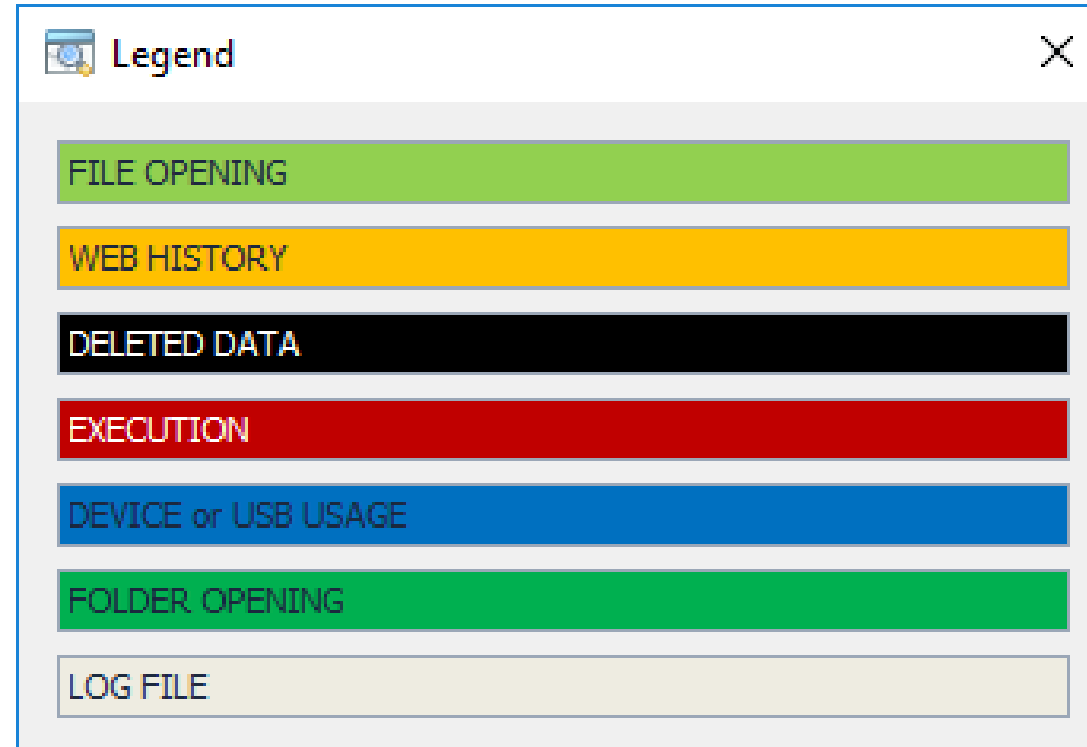 Legend
FILE OPENING
WEB HISTORY
DELETED DATA
EXECUTION
DEVICE or USB USAGE
FOLDER OPENING
LOG FILE